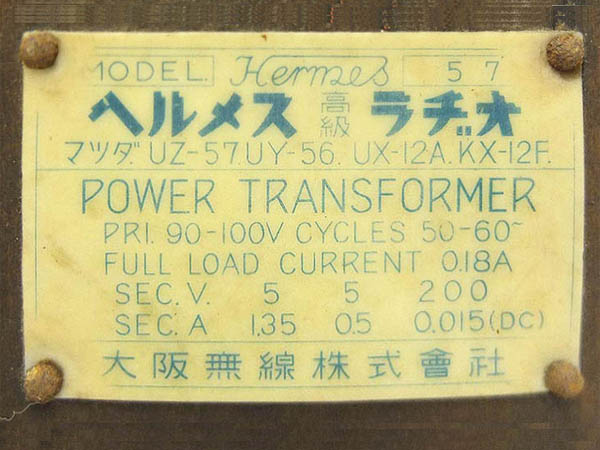 MODEL. Hermes 57
ヘルメス 高級 ラヂオ
マツダ. UZ-57. UY-56. UX-12A. KX-12F.
POWER TRANSFORMER
PRI. 90-100V CYCLES 50-60~
FULL LOAD CURRENT 0.18A
SEC. V. 5 5 200
SEC. A 1.35 0.5 0.015(DC)
大阪無線株式會社